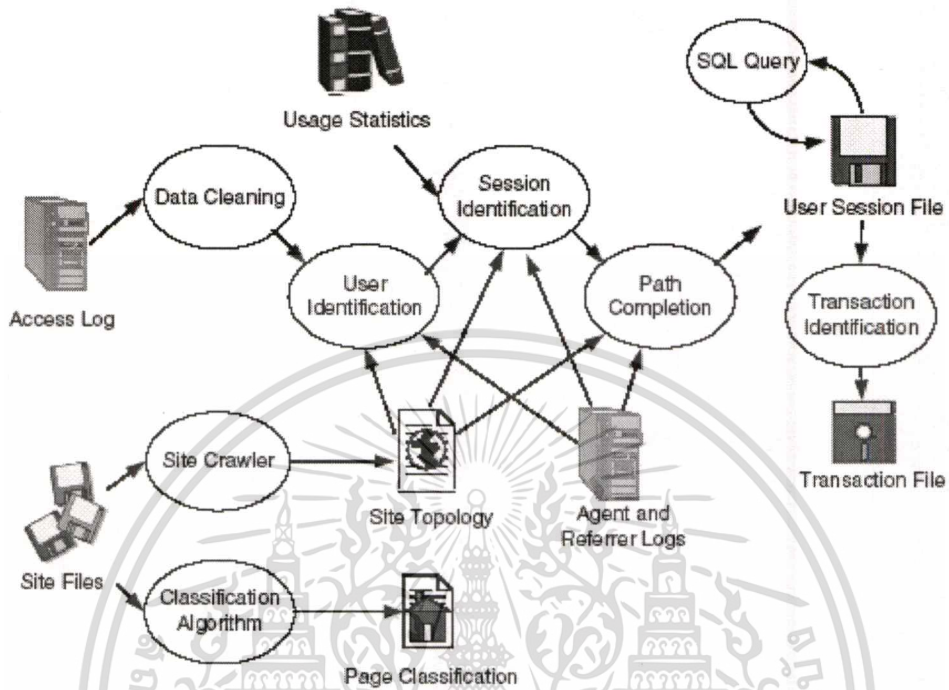 SQL Query
Usage Statistics
Data Cleaning
Session
Identification
User Session File
Access Log
User
Identification
Path
Completion
Transaction
Identification
Site Crawler
Site Topology
Agent and
Referrer Logs
Transaction File
Site Files
Classification
Algorithm
Page Classification